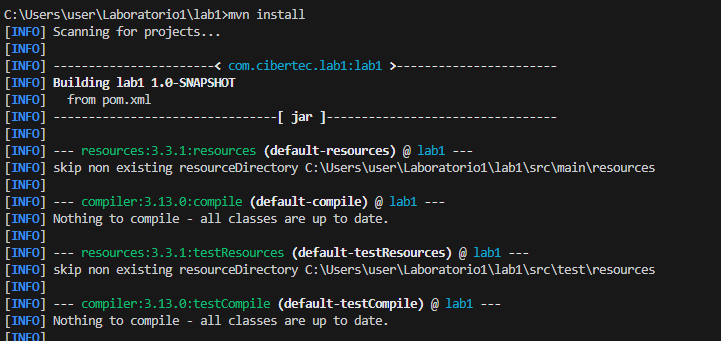 C:\Users\user\Laboratorio1\lab1>mvn install
[INFO] Scanning for projects...
[INFO]
[INFO] -----------------------< com.cibertec.lab1:lab1 >-----------------------
[INFO] Building lab1 1.0-SNAPSHOT
[INFO]   from pom.xml
[INFO] --------------------------------[ jar ]---------------------------------
[INFO]
[INFO] --- resources:3.3.1:resources (default-resources) @ lab1 ---
[INFO] skip non existing resourceDirectory C:\Users\user\Laboratorio1\lab1\src\main\resources
[INFO]
[INFO] --- compiler:3.13.0:compile (default-compile) @ lab1 ---
[INFO] Nothing to compile - all classes are up to date.
[INFO]
[INFO] --- resources:3.3.1:testResources (default-testResources) @ lab1 ---
[INFO] skip non existing resourceDirectory C:\Users\user\Laboratorio1\lab1\src\test\resources
[INFO]
[INFO] --- compiler:3.13.0:testCompile (default-testCompile) @ lab1 ---
[INFO] Nothing to compile - all classes are up to date.
[INFO]